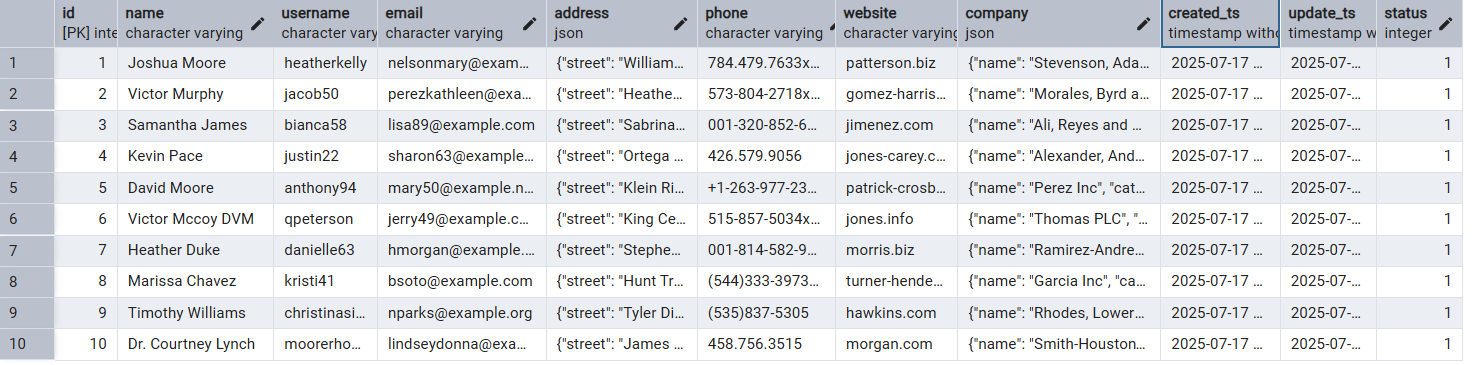 id name username email address phone website company created_ts update_ts status
[PK] inte character varying character vary character varying json character varying character varying json timestamp witho timestamp w integer
1 1 Joshua Moore heatherkelly nelsonmary@exam... {"street": "William... 784.479.7633x... patterson.biz {"name": "Stevenson, Ada... 2025-07-17 ... 2025-07-... 1
2 2 Victor Murphy jacob50 perezkathleen@exa... {"street": "Heathe... 573-804-2718x... gomez-harris... {"name": "Morales, Byrd a... 2025-07-17 ... 2025-07-... 1
3 3 Samantha James bianca58 lisa89@example.com {"street": "Sabrina... 001-320-852-6... jimenez.com {"name": "Ali, Reyes and ... 2025-07-17 ... 2025-07-... 1
4 4 Kevin Pace justin22 sharon63@example... {"street": "Ortega ... 426.579.9056 jones-carey.c... {"name": "Alexander, And... 2025-07-17 ... 2025-07-... 1
5 5 David Moore anthony94 mary50@example.n... {"street": "Klein Ri... +1-263-977-23... patrick-crosb... {"name": "Perez Inc", "cat... 2025-07-17 ... 2025-07-... 1
6 6 Victor Mccoy DVM qpeterson jerry49@example.c... {"street": "King Ce... 515-857-5034x... jones.info {"name": "Thomas PLC", "... 2025-07-17 ... 2025-07-... 1
7 7 Heather Duke danielle63 hmorgan@example.... {"street": "Stephe... 001-814-582-9... morris.biz {"name": "Ramirez-Andre... 2025-07-17 ... 2025-07-... 1
8 8 Marissa Chavez kristi41 bsoto@example.com {"street": "Hunt Tr... (544)333-3973... turner-hende... {"name": "Garcia Inc", "ca... 2025-07-17 ... 2025-07-... 1
9 9 Timothy Williams christinasi... nparks@example.org {"street": "Tyler Di... (535)837-5305 hawkins.com {"name": "Rhodes, Lower... 2025-07-17 ... 2025-07-... 1
10 10 Dr. Courtney Lynch moorerho... lindseydonna@exa... {"street": "James ... 458.756.3515 morgan.com {"name": "Smith-Houston... 2025-07-17 ... 2025-07-... 1